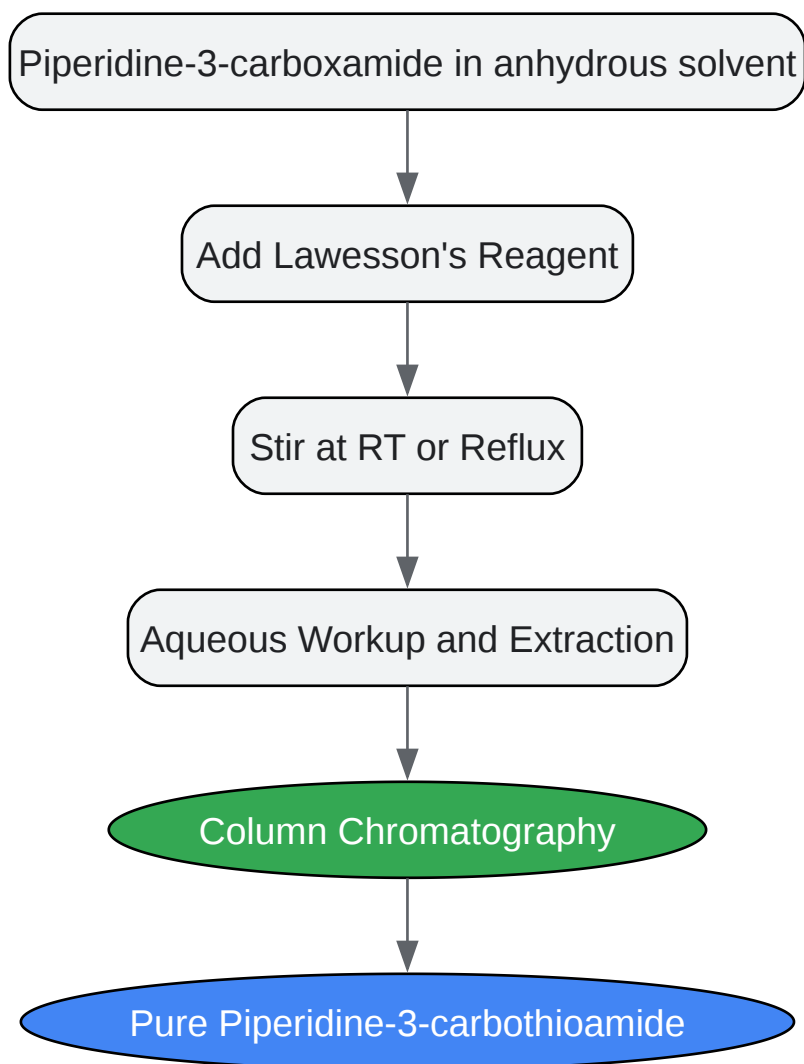 Piperidine-3-carboxamide in anhydrous solvent
Add Lawesson's Reagent
Stir at RT or Reflux
Aqueous Workup and Extraction
Column Chromatography
Pure Piperidine-3-carbothioamide